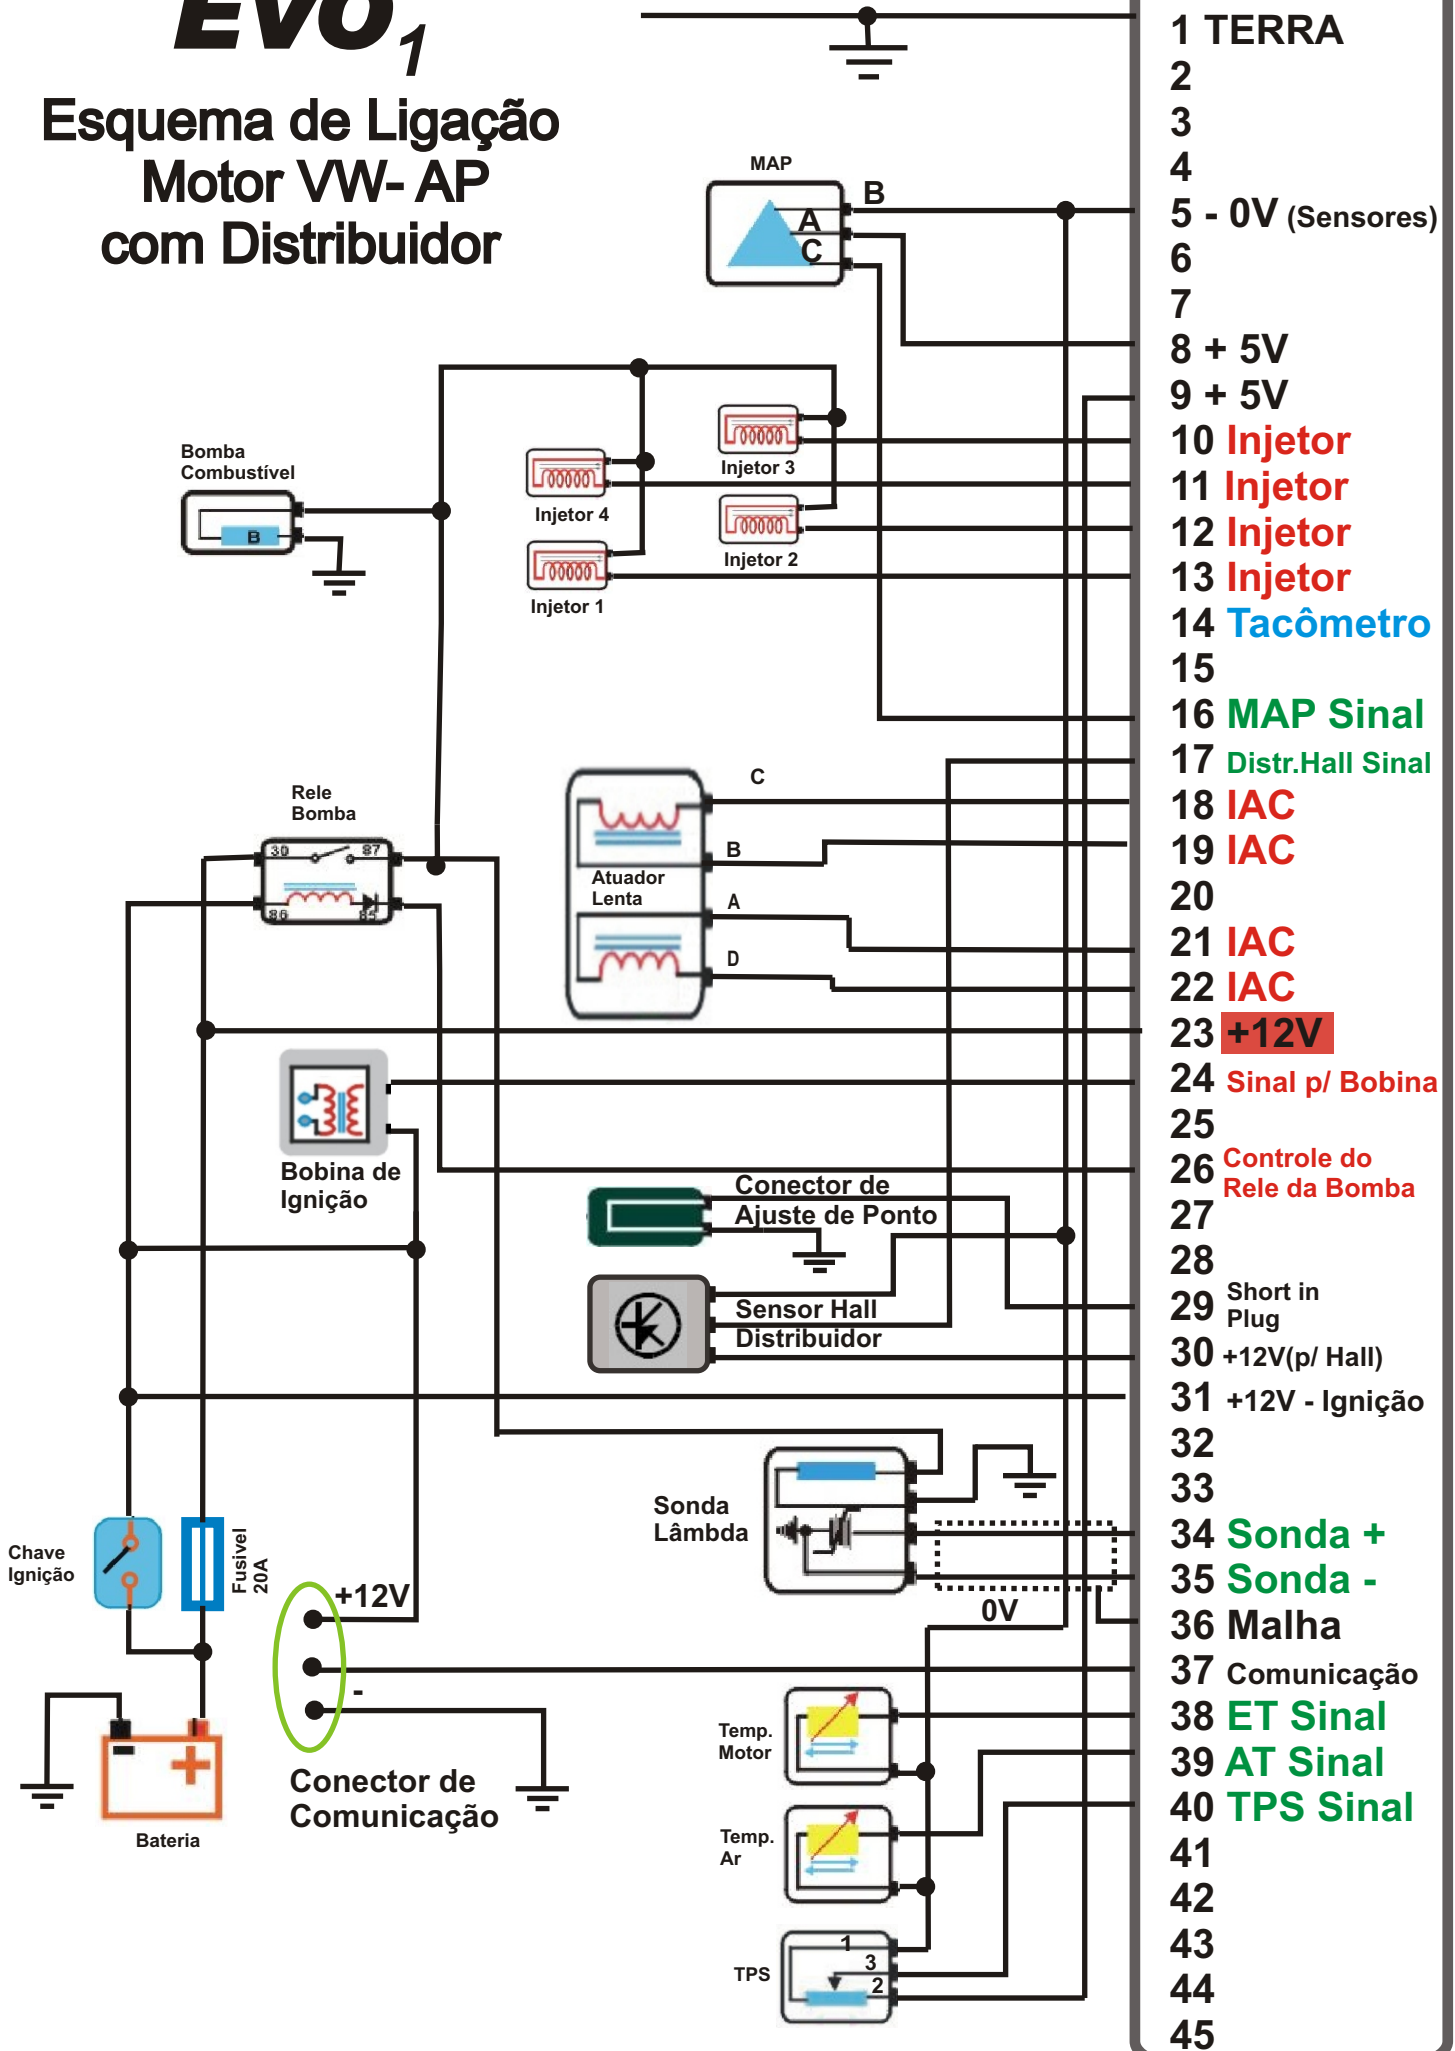 EVO1
Esquema de Ligação
Motor VW- AP
com Distribuidor
1 TERRA
2
3
4
5 - 0V (Sensores)
6
7
8 + 5V
9 + 5V
10 Injetor
11 Injetor
12 Injetor
13 Injetor
14 Tacômetro
15
16 MAP Sinal
17 Distr.Hall Sinal
18 IAC
19 IAC
20
21 IAC
22 IAC
23 +12V
24 Sinal p/ Bobina
25
26 Controle do
Rele da Bomba
27
28
29 Short in
Plug
30 +12V(p/ Hall)
31 +12V - Ignição
32
33
34 Sonda +
35 Sonda -
36 Malha
37 Comunicação
38 ET Sinal
39 AT Sinal
40 TPS Sinal
41
42
43
44
45
MAP
B
A
C
Bomba
Combustível
B
Injetor 3
Injetor 4
Injetor 2
Injetor 1
Rele
Bomba
30
87
86
85
C
B
Atuador
Lenta
A
D
Bobina de
Ignição
Conector de
Ajuste de Ponto
Sensor Hall
Distribuidor
Sonda
Lâmbda
0V
Chave
Ignição
Fusivel
20A
+12V
-
Conector de
Comunicação
Bateria
Temp.
Motor
Temp.
Ar
TPS
1
3
2